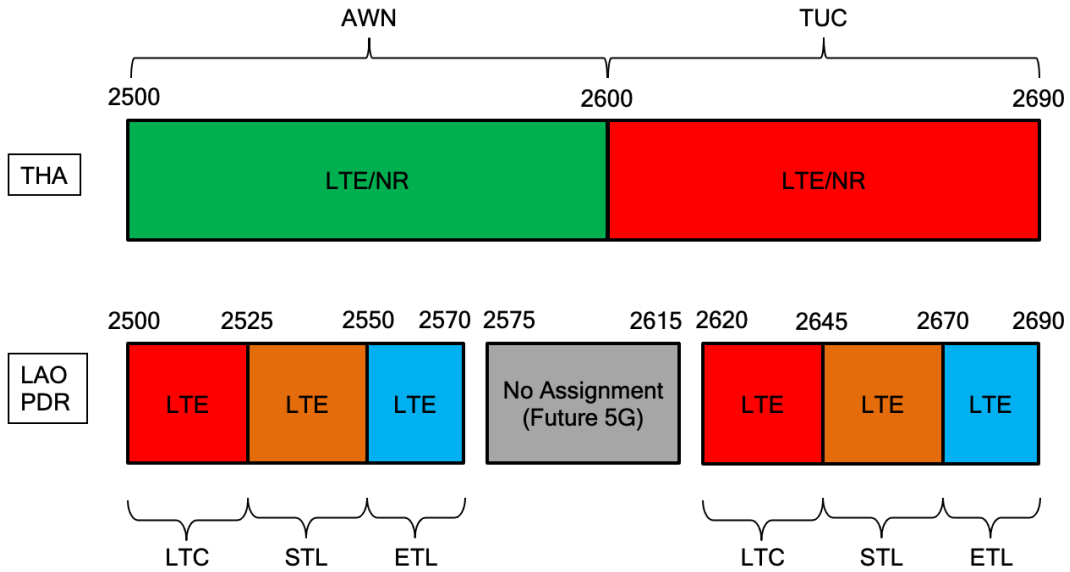 AWN TUC
2500 2600 2690
THA
LTE/NR LTE/NR
2500 2525 2550 2570 2575 2615 2620 2645 2670 2690
LAO
PDR
LTE LTE LTE
No Assignment
(Future 5G)
LTE LTE LTE
LTC STL ETL LTC STL ETL